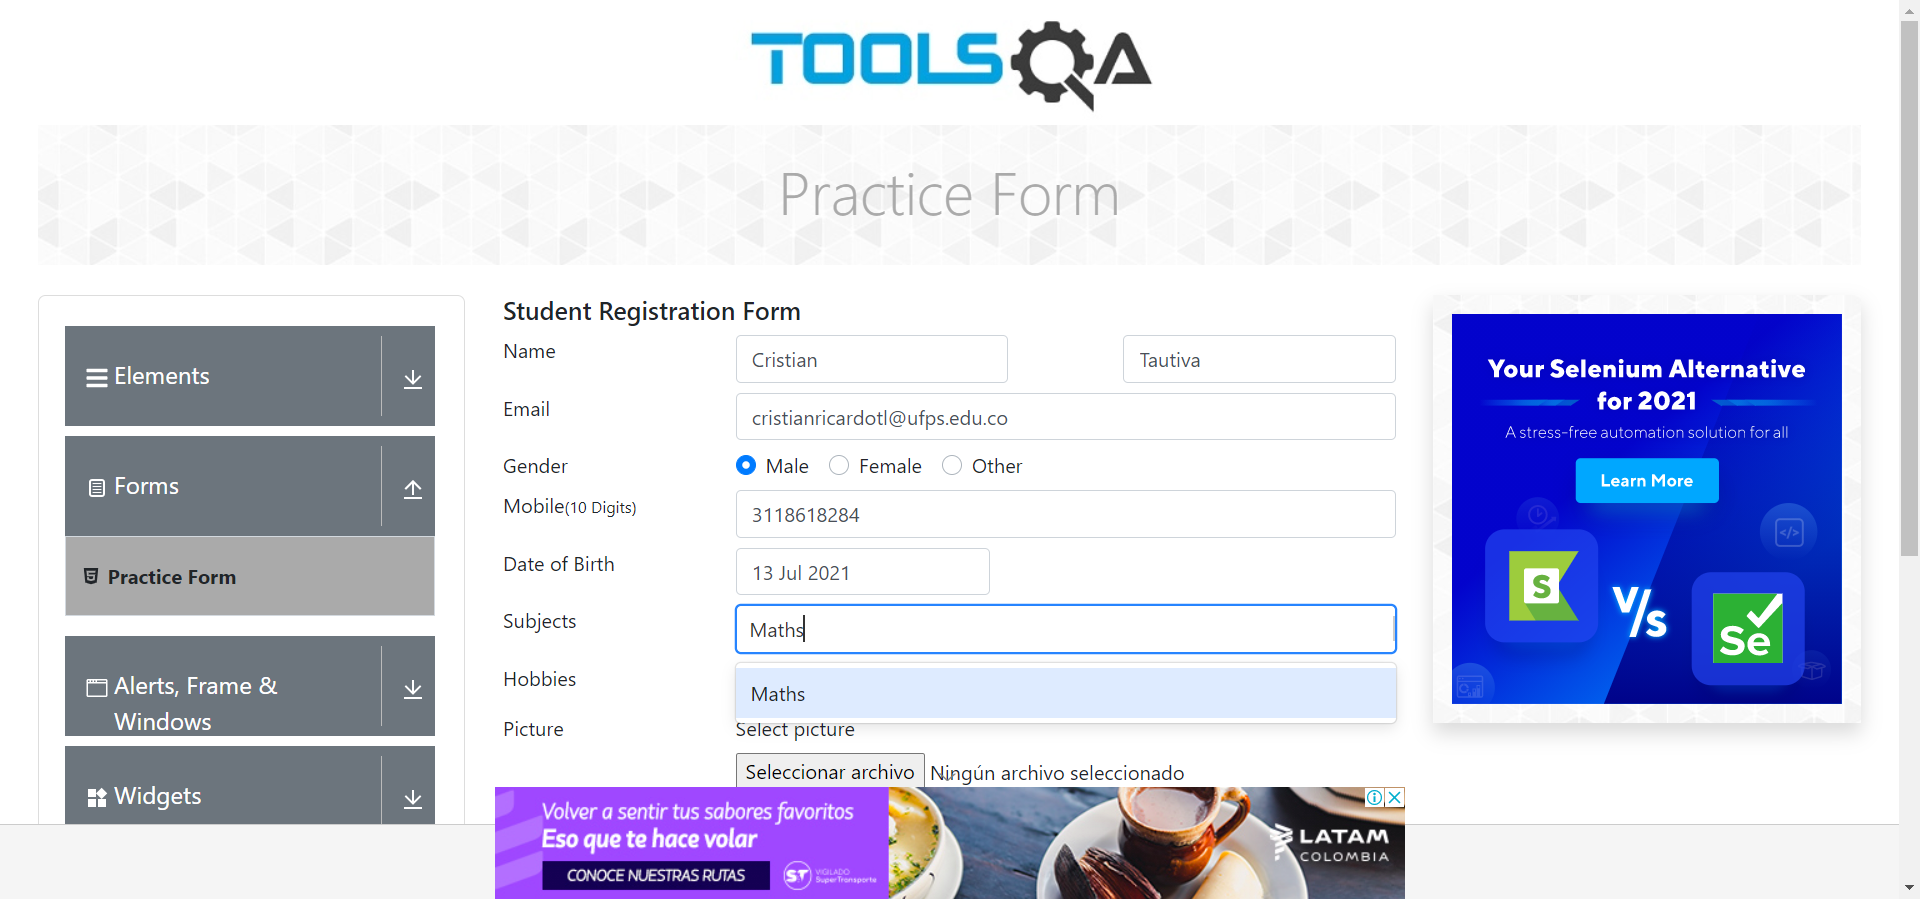 TOOLSQA
Practice Form
Elements
Forms
Practice Form
Alerts, Frame &
Windows
Widgets
Student Registration Form
Name
Cristian
Tautiva
Email
cristianricardotl@ufps.edu.co
Gender
Male
Female
Other
Mobile(10 Digits)
3118618284
Date of Birth
13 Jul 2021
Subjects
Maths
Maths
Hobbies
Picture
Select picture
Seleccionar archivo
Ningún archivo seleccionado
Your Selenium Alternative
for 2021
A stress-free automation solution for all
Learn More
S
V/s
Se
Volver a sentir tus sabores favoritos
Eso que te hace volar
CONOCE NUESTRAS RUTAS
ST
VIGILADO
SuperTransporte
LATAM
COLOMBIA